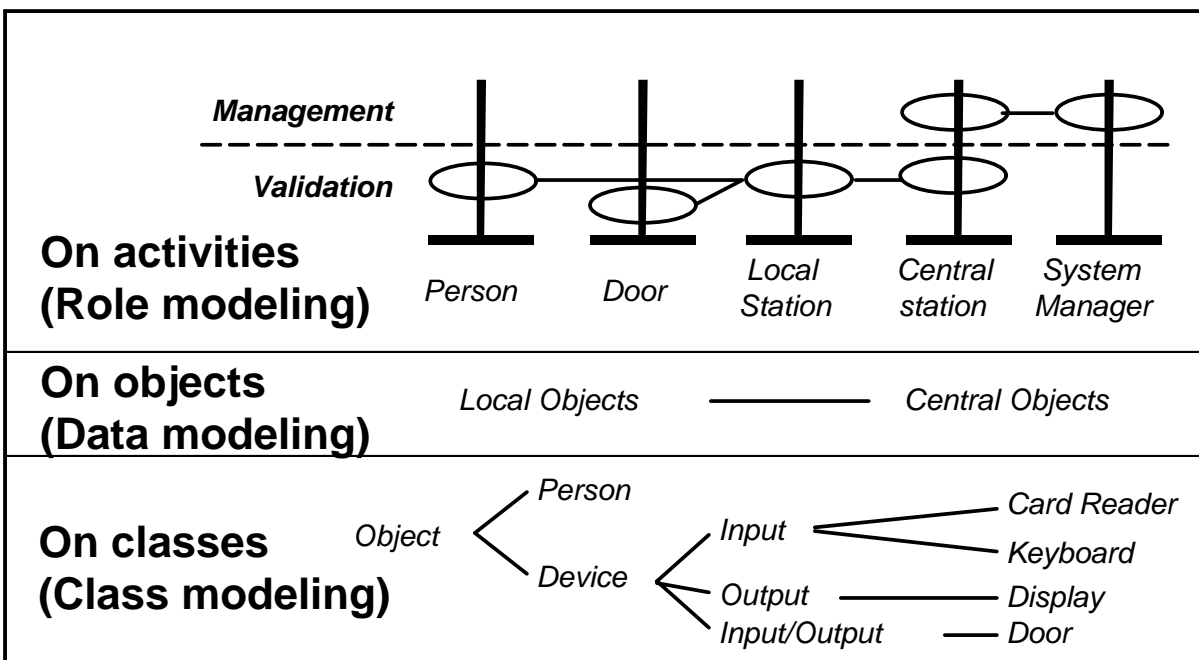 Management
Validation
On activities
(Role modeling)
Person
Door
Local
Station
Central
station
System
Manager
On objects
(Data modeling)
Local Objects
Central Objects
On classes
(Class modeling)
Object
Person
Device
Input
Output
Input/Output
Card Reader
Keyboard
Display
Door